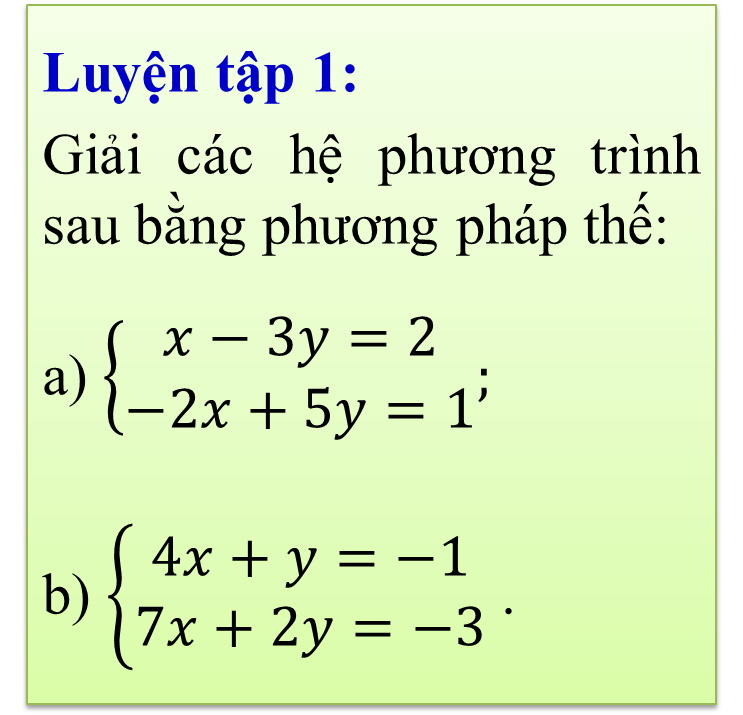 Luyện tập 1:
Giải các hệ phương trình
sau bằng phương pháp thế:
a) { x − 3y = 2
−2x + 5y = 1 ;
b) { 4x + y = −1
7x + 2y = −3 .